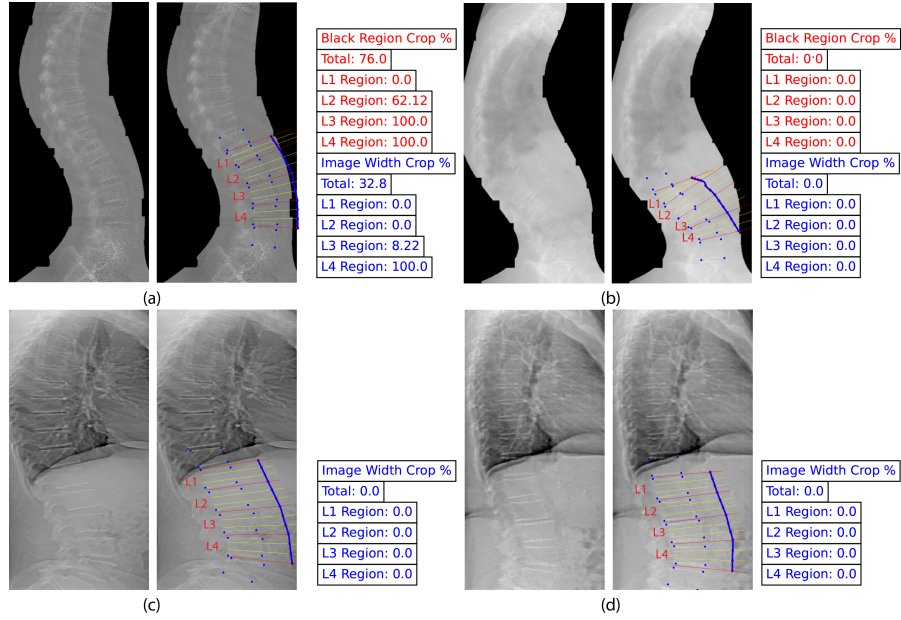 Black Region Crop %
Total: 76.0
L1 Region: 0.0
L2 Region: 62.12
L3 Region: 100.0
L4 Region: 100.0
Image Width Crop %
Total: 32.8
L1 Region: 0.0
L2 Region: 0.0
L3 Region: 8.22
L4 Region: 100.0
L1
L2
L3
L4
(a)
Black Region Crop %
Total: 0.0
L1 Region: 0.0
L2 Region: 0.0
L3 Region: 0.0
L4 Region: 0.0
Image Width Crop %
Total: 0.0
L1 Region: 0.0
L2 Region: 0.0
L3 Region: 0.0
L4 Region: 0.0
L1
L2
L3
L4
(b)
L1
L2
L3
L4
Image Width Crop %
Total: 0.0
L1 Region: 0.0
L2 Region: 0.0
L3 Region: 0.0
L4 Region: 0.0
(c)
L1
L2
L3
L4
Image Width Crop %
Total: 0.0
L1 Region: 0.0
L2 Region: 0.0
L3 Region: 0.0
L4 Region: 0.0
(d)